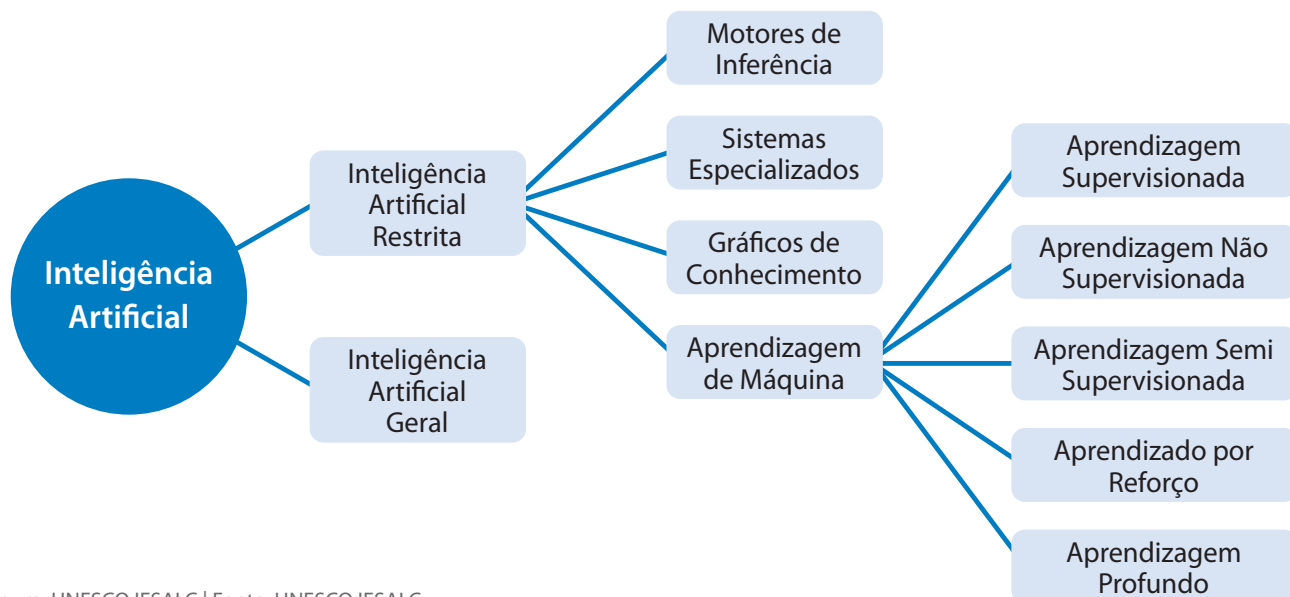 Inteligência
Artificial
Inteligência
Artificial
Restrita
Inteligência
Artificial
Geral
Motores de
Inferência
Sistemas
Especializados
Gráficos de
Conhecimento
Aprendizagem
de Máquina
Aprendizagem
Supervisionada
Aprendizagem Não
Supervisionada
Aprendizagem Semi
Supervisionada
Aprendizado por
Reforço
Aprendizagem
Profundo
UNESCO IESALC | Fonte: UNESCO IESALC